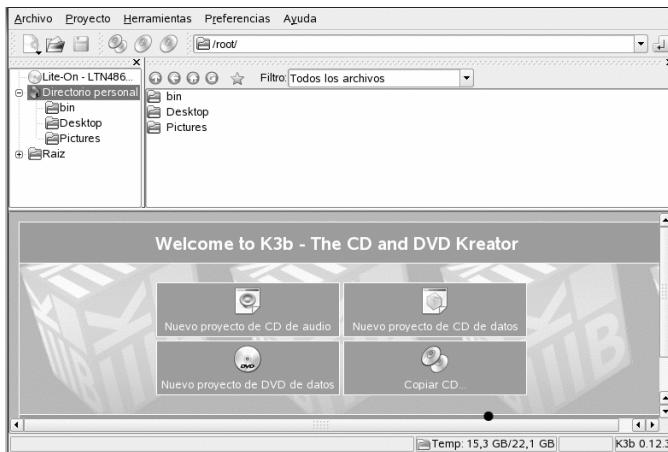 Archivo Proyecto Herramientas Preferencias Ayuda
/root/
Lite-On - LTN486...
Directorio personal
bin
Desktop
Pictures
Raiz
Filtro: Todos los archivos
bin
Desktop
Pictures
Welcome to K3b - The CD and DVD Kreator
Nuevo proyecto de CD de audio
Nuevo proyecto de CD de datos
DVD
Nuevo proyecto de DVD de datos
Copiar CD...
Temp: 15,3 GB/22,1 GB
K3b 0.12.3